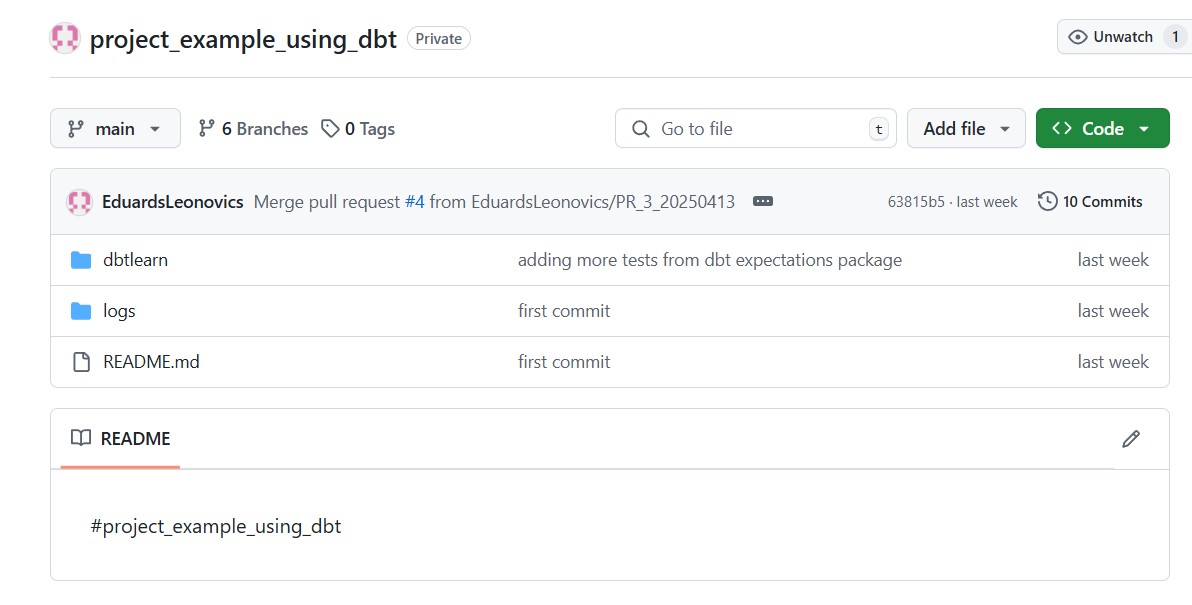 project_example_using_dbt Private Unwatch 1
main 6 Branches 0 Tags Go to file t Add file Code
EduardsLeonovics Merge pull request #4 from EduardsLeonovics/PR_3_20250413 63815b5 · last week 10 Commits
dbtlearn adding more tests from dbt expectations package last week
logs first commit last week
README.md first commit last week
README
#project_example_using_dbt